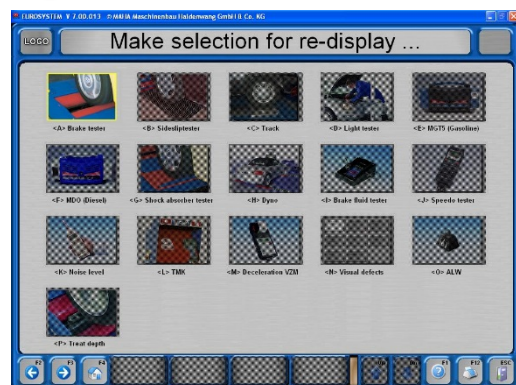 EUROSYSTEM V 7.00.013 © MAHA Maschinenbau Haldenwang GmbH & Co. KG
LOGO
Make selection for re-display ...
<A> Brake tester
<B> Sidesliptester
<C> Track
<D> Light tester
<E> MGT5 (Gasoline)
<F> MDO (Diesel)
<G> Shock absorber tester
<H> Dyno
<I> Brake fluid tester
<J> Speedo tester
<K> Noise level
<L> TMK
<M> Deceleration VZM
<N> Visual defects
<O> ALW
<P> Treat depth
F2
F3
F4
F1
F12
ESC